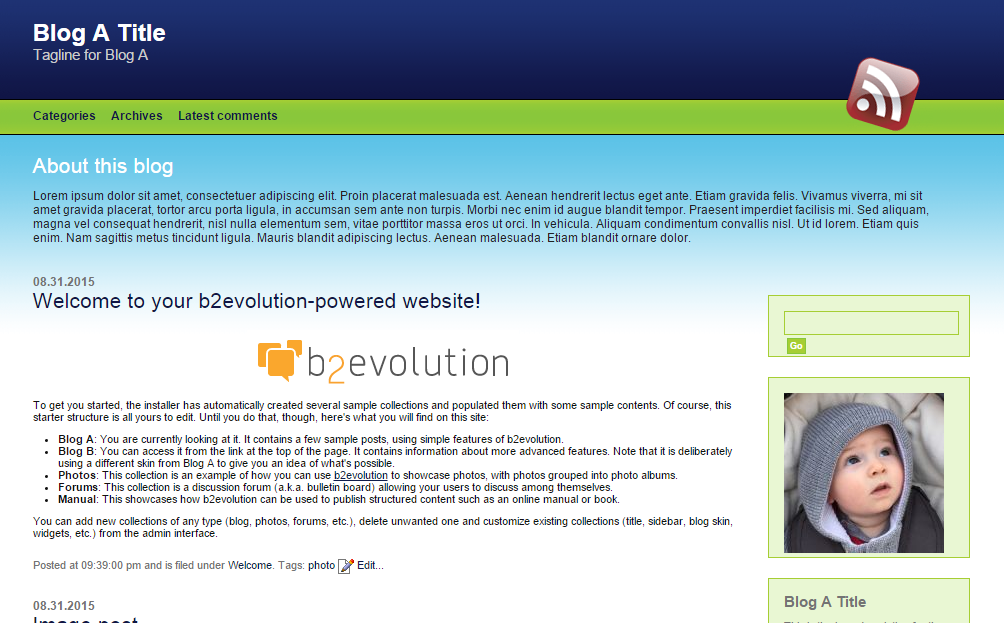 Blog A Title
Tagline for Blog A
Categories Archives Latest comments
About this blog
Lorem ipsum dolor sit amet, consectetuer adipiscing elit. Proin placerat malesuada est. Aenean hendrerit lectus eget ante. Etiam gravida felis. Vivamus viverra, mi sit
amet gravida placerat, tortor arcu porta ligula, in accumsan sem ante non turpis. Morbi nec enim id augue blandit tempor. Praesent imperdiet facilisis mi. Sed aliquam,
magna vel consequat hendrerit, nisl nulla elementum sem, vitae porttitor massa eros ut orci. In vehicula. Aliquam condimentum convallis nisl. Ut id lorem. Etiam quis
enim. Nam sagittis metus tincidunt ligula. Mauris blandit adipiscing lectus. Aenean malesuada. Etiam blandit ornare dolor.
08.31.2015
Welcome to your b2evolution-powered website!
b2evolution
To get you started, the installer has automatically created several sample collections and populated them with some sample contents. Of course, this
starter structure is all yours to edit. Until you do that, though, here's what you will find on this site:
• Blog A: You are currently looking at it. It contains a few sample posts, using simple features of b2evolution.
• Blog B: You can access it from the link at the top of the page. It contains information about more advanced features. Note that it is deliberately
using a different skin from Blog A to give you an idea of what's possible.
• Photos: This collection is an example of how you can use b2evolution to showcase photos, with photos grouped into photo albums.
• Forums: This collection is a discussion forum (a.k.a. bulletin board) allowing your users to discuss among themselves.
• Manual: This showcases how b2evolution can be used to publish structured content such as an online manual or book.
You can add new collections of any type (blog, photos, forums, etc.), delete unwanted one and customize existing collections (title, sidebar, blog skin,
widgets, etc.) from the admin interface.
Posted at 09:39:00 pm and is filed under Welcome. Tags: photo Edit...
08.31.2015
Image post
Go
Blog A Title